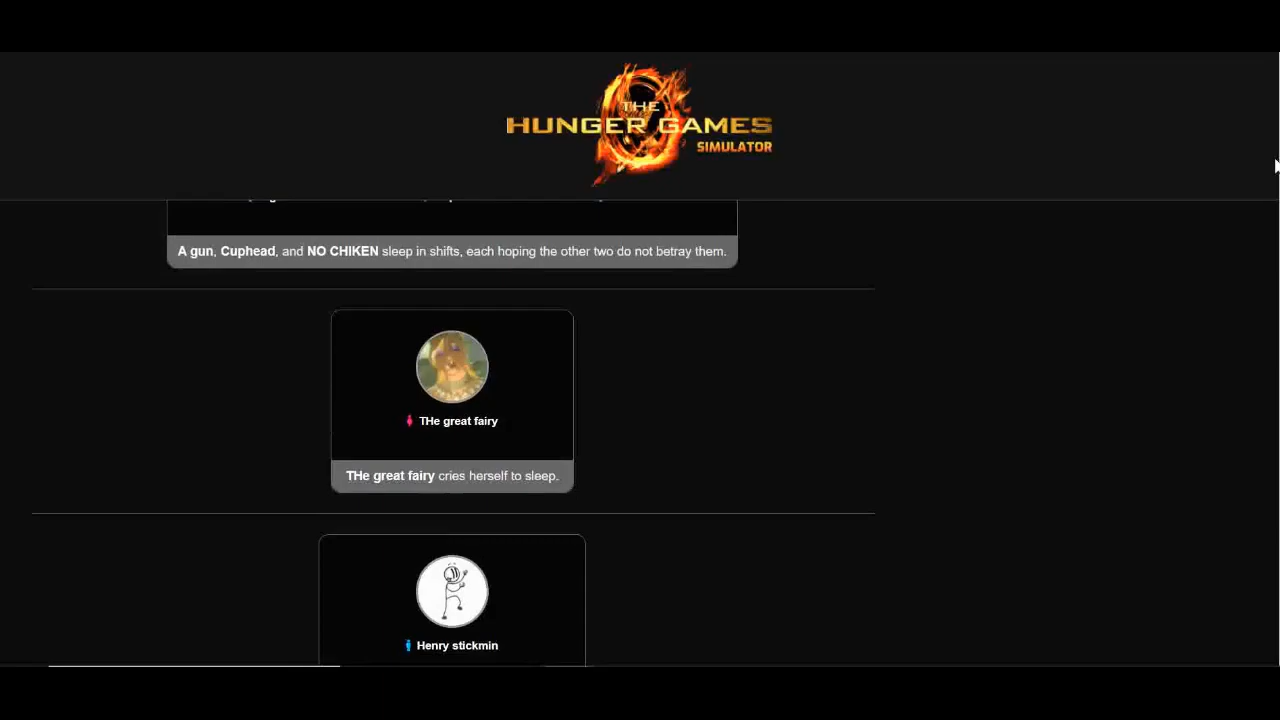 THE
HUNGER GAMES
SIMULATOR
A gun, Cuphead, and NO CHIKEN sleep in shifts, each hoping the other two do not betray them.
THe great fairy
THe great fairy cries herself to sleep.
Henry stickmin